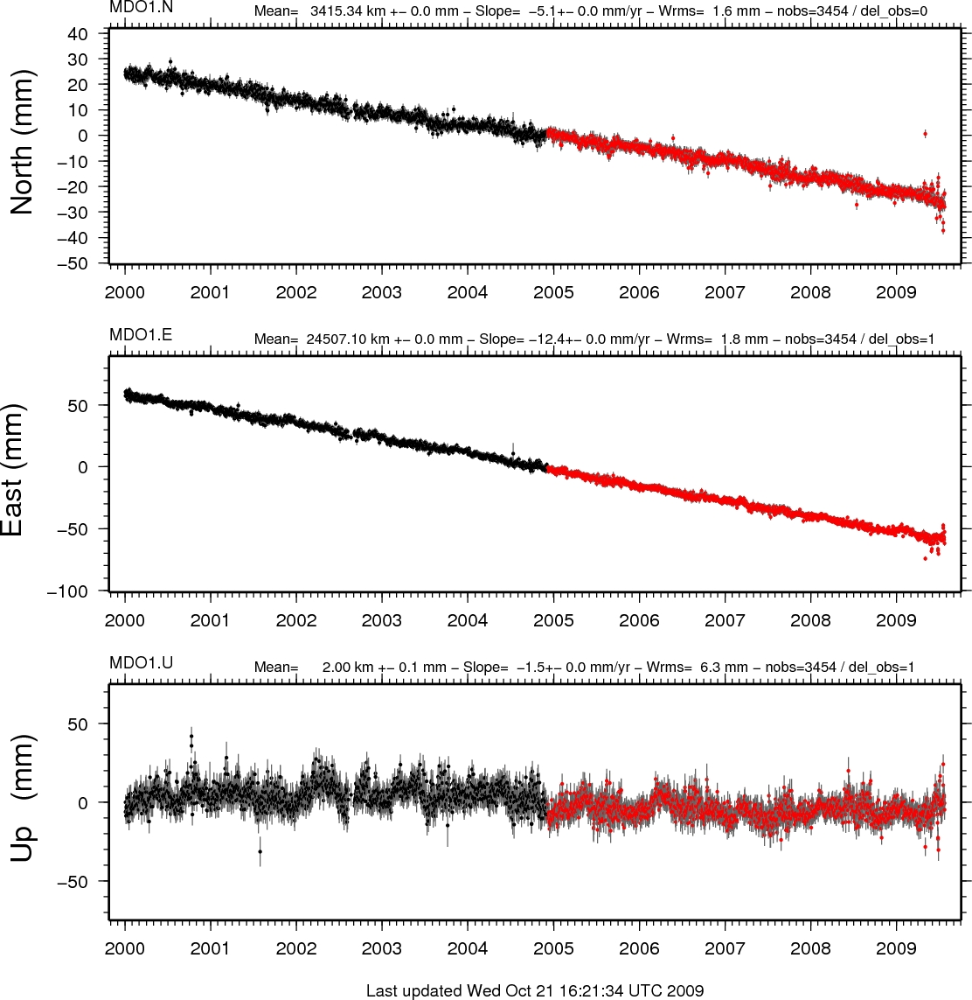 MDO1.N Mean= 3415.34 km +− 0.0 mm − Slope= −5.1+− 0.0 mm/yr − Wrms= 1.6 mm − nobs=3454 / del_obs=0
North (mm)
40
30
20
10
0
−10
−20
−30
−40
−50
2000 2001 2002 2003 2004 2005 2006 2007 2008 2009
MDO1.E Mean= 24507.10 km +− 0.0 mm − Slope= −12.4+− 0.0 mm/yr − Wrms= 1.8 mm − nobs=3454 / del_obs=1
East (mm)
50
0
−50
−100
2000 2001 2002 2003 2004 2005 2006 2007 2008 2009
MDO1.U Mean= 2.00 km +− 0.1 mm − Slope= −1.5+− 0.0 mm/yr − Wrms= 6.3 mm − nobs=3454 / del_obs=1
Up (mm)
50
0
−50
2000 2001 2002 2003 2004 2005 2006 2007 2008 2009
Last updated Wed Oct 21 16:21:34 UTC 2009